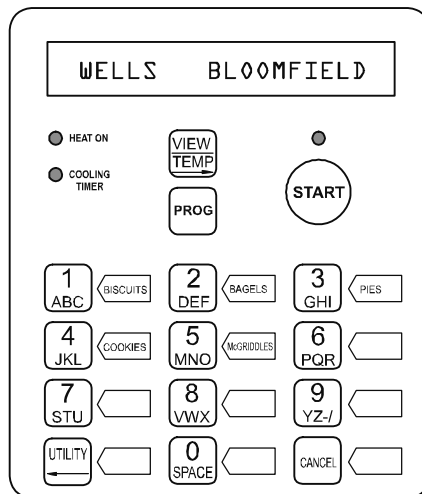 WELLS BLOOMFIELD
HEAT ON
COOLING
TIMER
VIEW
TEMP
PROG
START
1
ABC
BISCUITS
2
DEF
BAGELS
3
GHI
PIES
4
JKL
COOKIES
5
MNO
McGRIDDLES
6
PQR
7
STU
8
VWX
9
YZ-/
UTILITY
0
SPACE
CANCEL